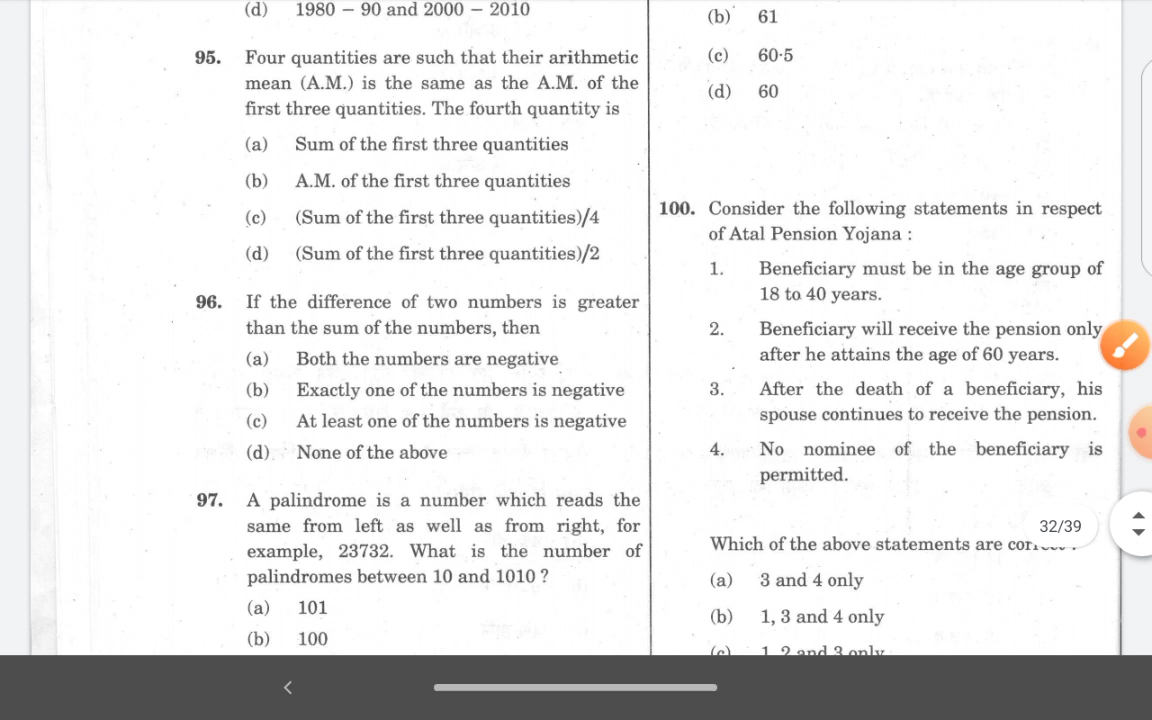 (d) 1980 – 90 and 2000 – 2010
95. Four quantities are such that their arithmetic
mean (A.M.) is the same as the A.M. of the
first three quantities. The fourth quantity is
(a) Sum of the first three quantities
(b) A.M. of the first three quantities
(c) (Sum of the first three quantities)/4
(d) (Sum of the first three quantities)/2
96. If the difference of two numbers is greater
than the sum of the numbers, then
(a) Both the numbers are negative
(b) Exactly one of the numbers is negative
(c) At least one of the numbers is negative
(d) None of the above
97. A palindrome is a number which reads the
same from left as well as from right, for
example, 23732. What is the number of
palindromes between 10 and 1010 ?
(a) 101
(b) 100
(b) 61
(c) 60·5
(d) 60
100. Consider the following statements in respect
of Atal Pension Yojana :
1. Beneficiary must be in the age group of
18 to 40 years.
2. Beneficiary will receive the pension only
after he attains the age of 60 years.
3. After the death of a beneficiary, his
spouse continues to receive the pension.
4. No nominee of the beneficiary is
permitted.
32/39
Which of the above statements are
(a) 3 and 4 only
(b) 1, 3 and 4 only
(c) 1, 2 and 3 only